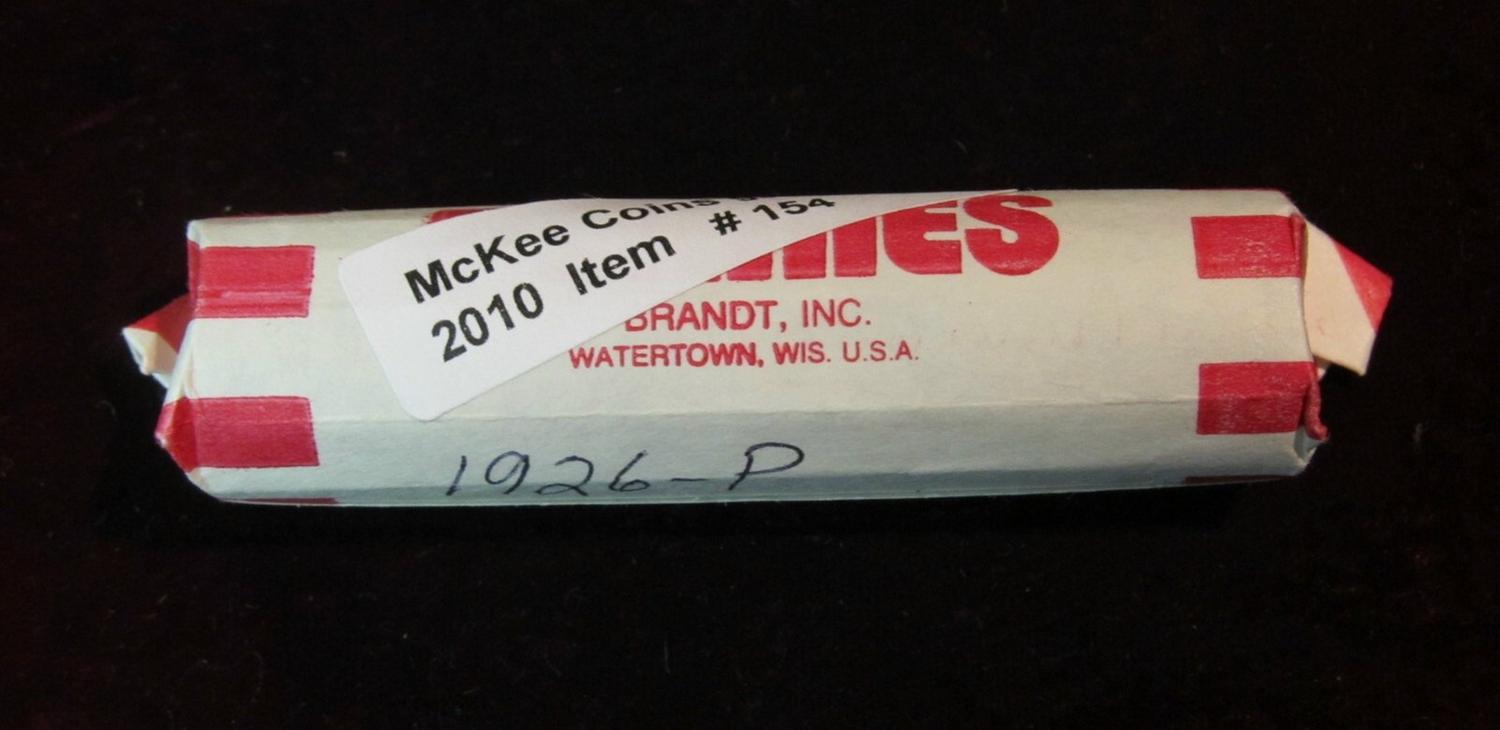 McKee Coins
2010 Item # 154
BRANDT, INC.
WATERTOWN, WIS. U.S.A.
1926-P